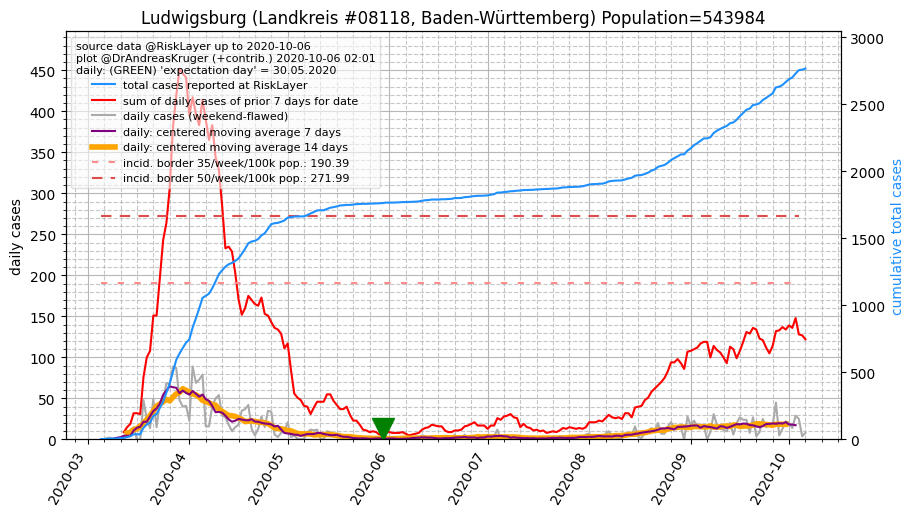 Ludwigsburg (Landkreis #08118, Baden-Württemberg) Population=543984
source data @RiskLayer up to 2020-10-06
plot @DrAndreasKruger (+contrib.) 2020-10-06 02:01
daily: (GREEN) 'expectation day' = 30.05.2020
total cases reported at RiskLayer
sum of daily cases of prior 7 days for date
daily cases (weekend-flawed)
daily: centered moving average 7 days
daily: centered moving average 14 days
incid. border 35/week/100k pop.: 190.39
incid. border 50/week/100k pop.: 271.99
daily cases
450
400
350
300
250
200
150
100
50
0
cumulative total cases
3000
2500
2000
1500
1000
500
0
2020-03
2020-04
2020-05
2020-06
2020-07
2020-08
2020-09
2020-10